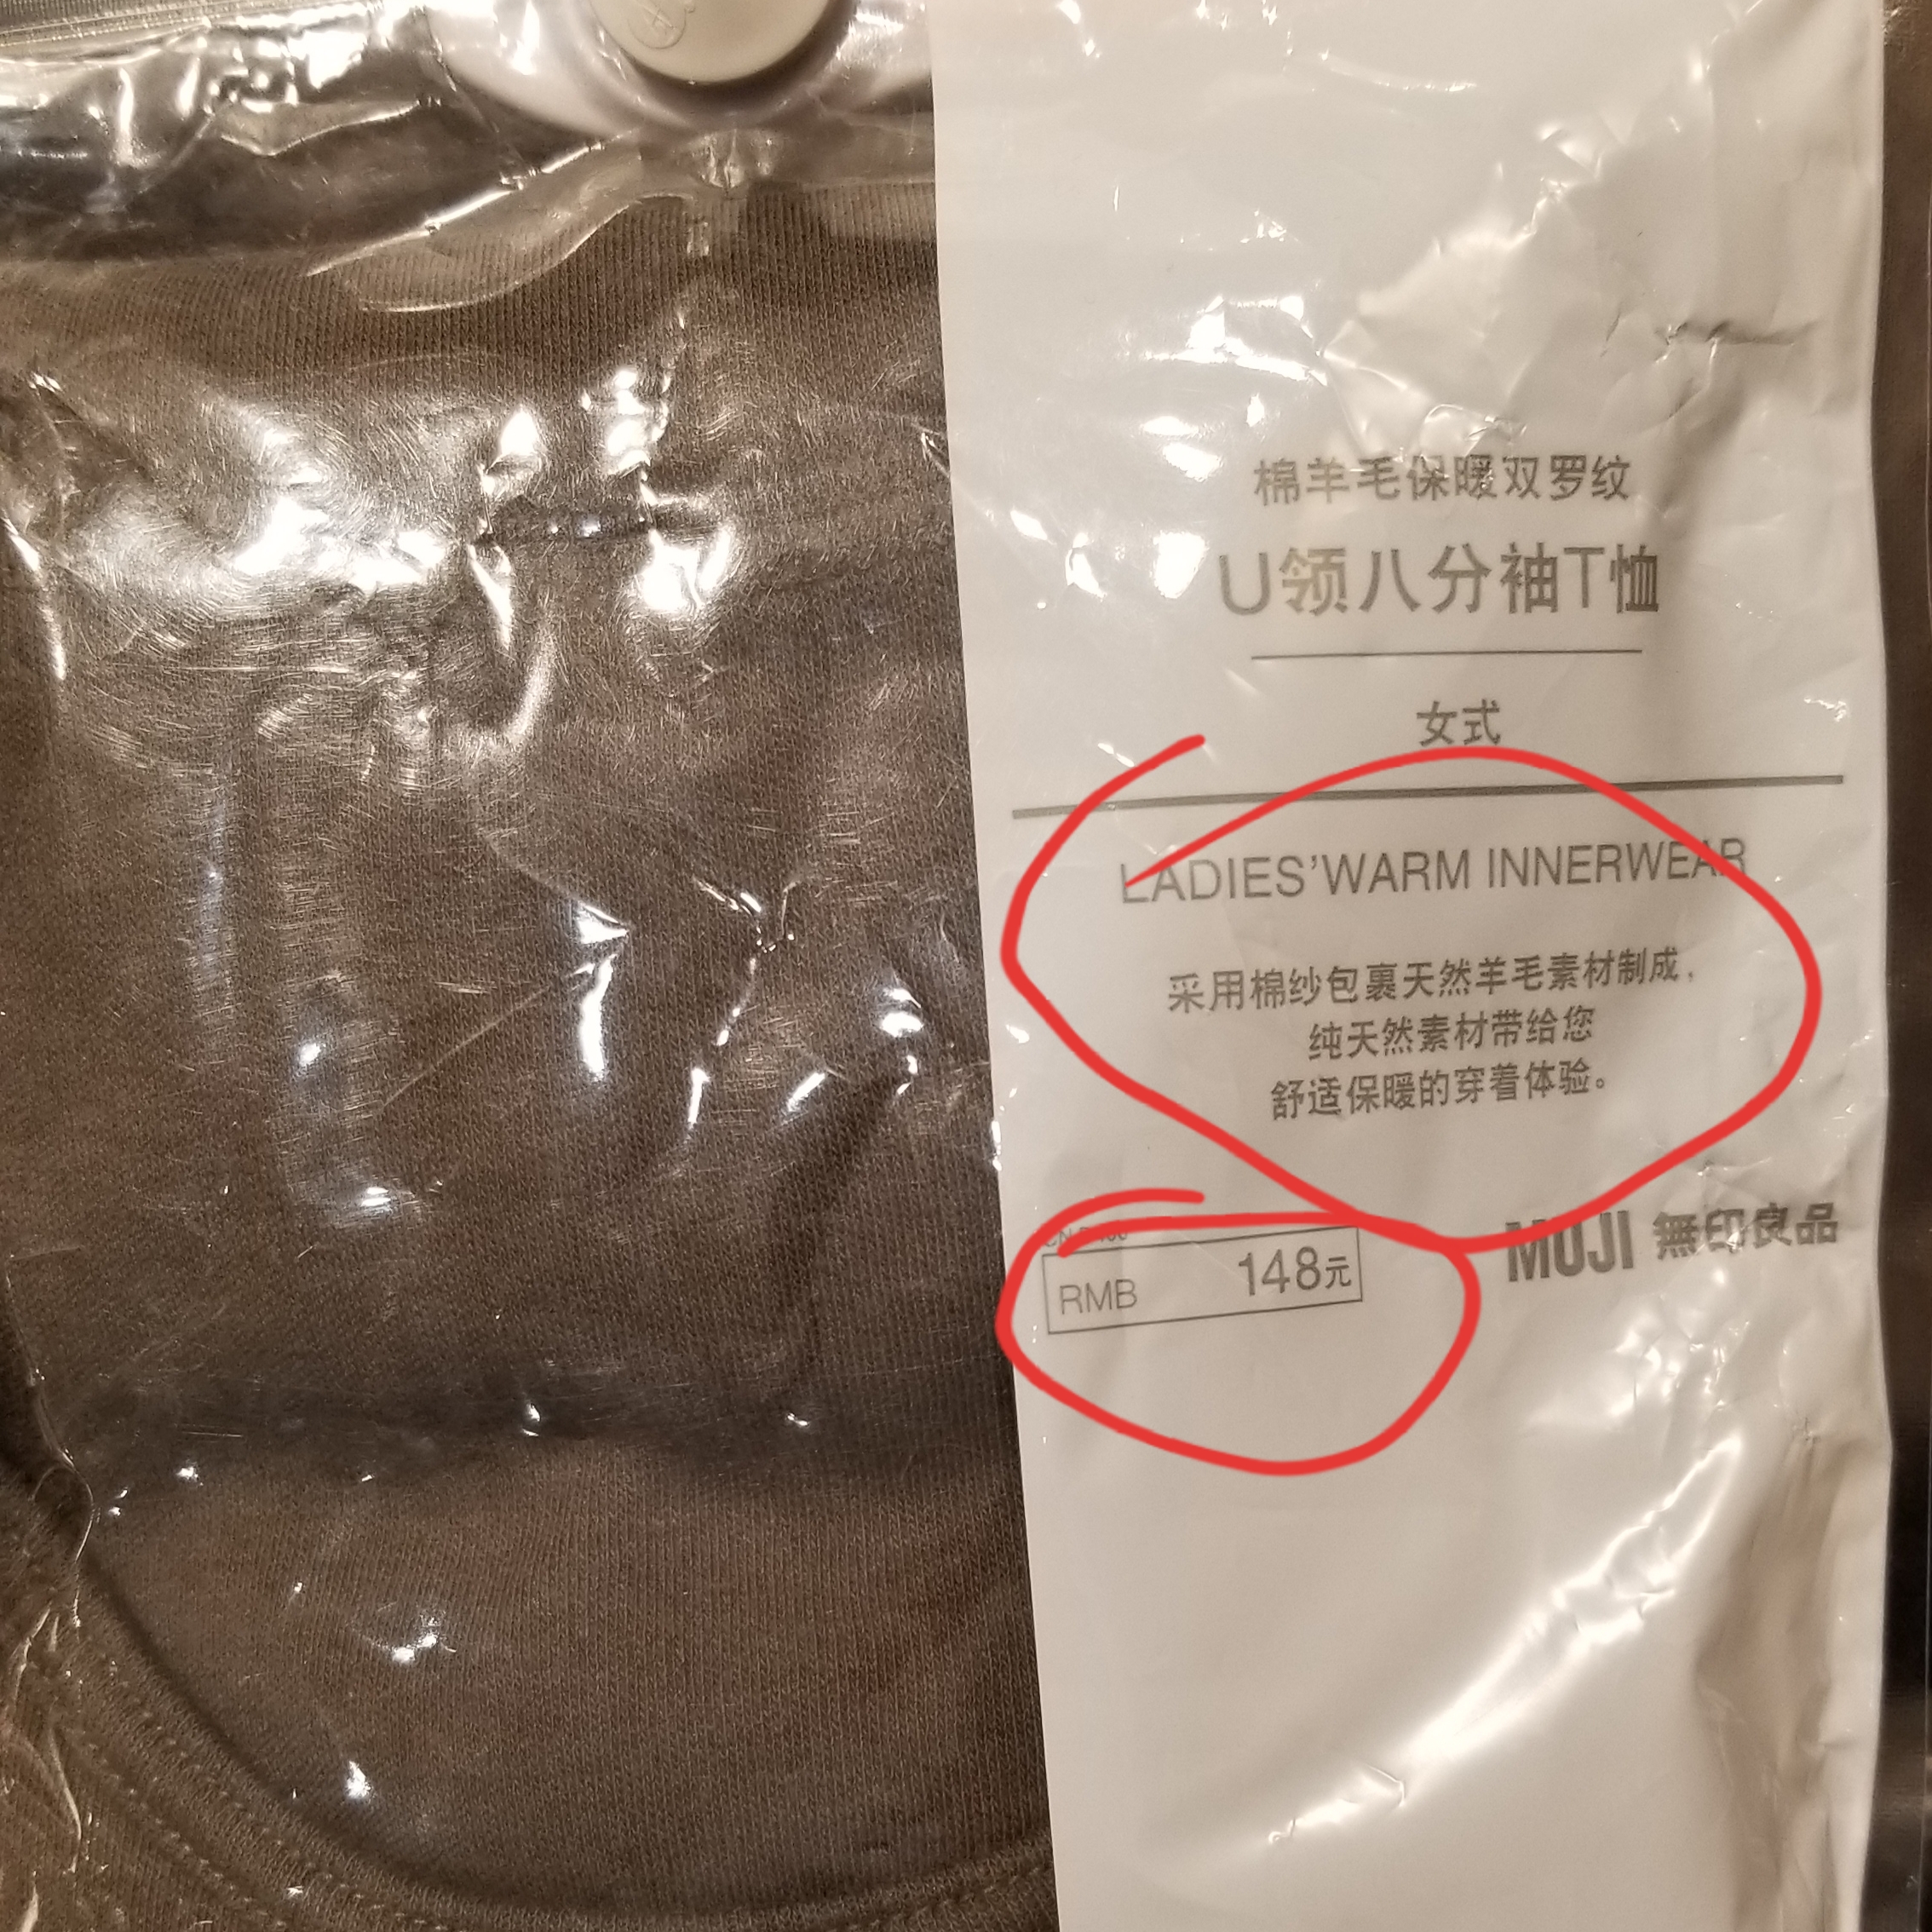 棉羊毛保暖双罗纹
U领八分袖T恤
女式
LADIES'WARM INNERWEAR
采用棉纱包裹天然羊毛素材制成,
纯天然素材带给您
舒适保暖的穿着体验。
RMB 148元
MUJI 無印良品